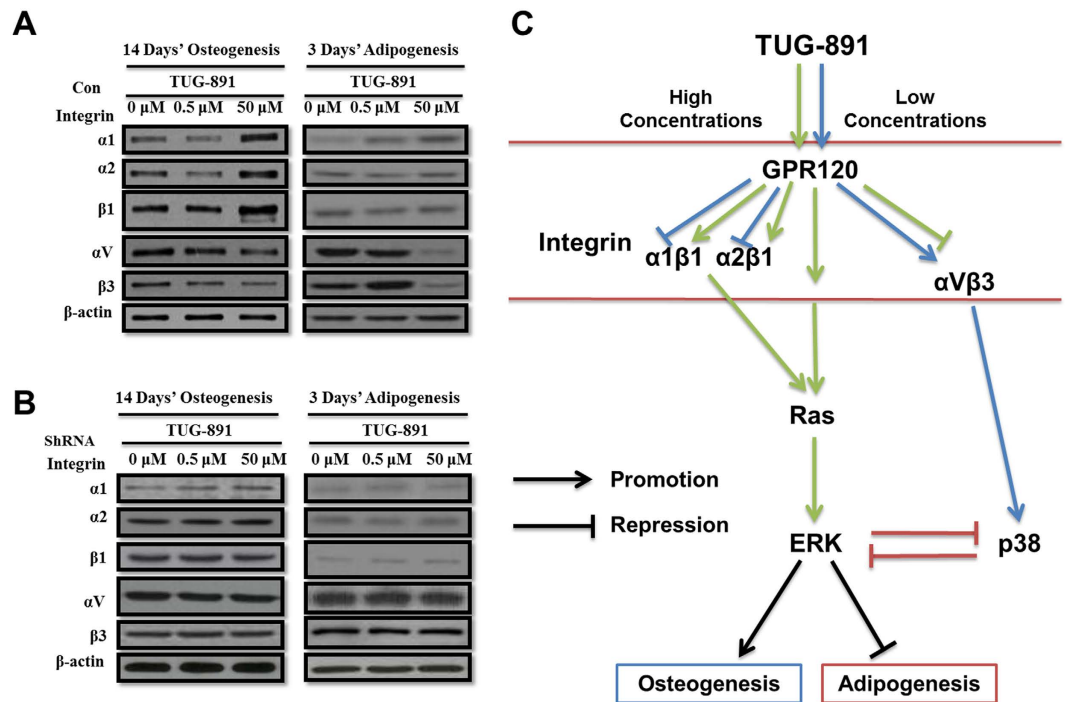 A
14 Days' Osteogenesis
3 Days' Adipogenesis
Con
TUG-891
TUG-891
0 μM 0.5 μM 50 μM
0 μM 0.5 μM 50 μM
Integrin
α1
α2
β1
αV
β3
β-actin
B
14 Days' Osteogenesis
3 Days' Adipogenesis
TUG-891
TUG-891
ShRNA
Integrin
0 μM 0.5 μM 50 μM
0 μM 0.5 μM 50 μM
α1
α2
β1
αV
β3
β-actin
C
TUG-891
High
Concentrations
Low
Concentrations
GPR120
Integrin α1β1 α2β1
αVβ3
Ras
Promotion
Repression
ERK
p38
Osteogenesis
Adipogenesis